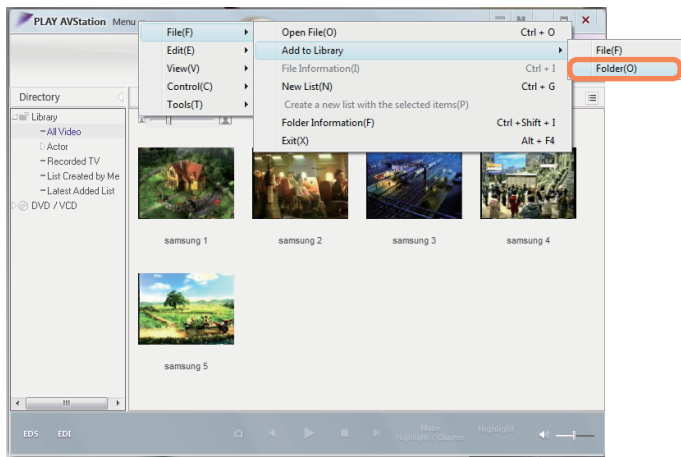 PLAY AVStation Menu
File(F)
Edit(E)
View(V)
Control(C)
Tools(T)
Open File(O) Ctrl + O
Add to Library
File Information(I) Ctrl + I
New List(N) Ctrl + G
Create a new list with the selected items(P)
Folder Information(F) Ctrl +Shift + I
Exit(X) Alt + F4
File(F)
Folder(O)
Directory
Library
All Video
Actor
Recorded TV
List Created by Me
Latest Added List
DVD / VCD
samsung 1
samsung 2
samsung 3
samsung 4
samsung 5
EDS EDI
Make
Highlight / Chapter
Highlight